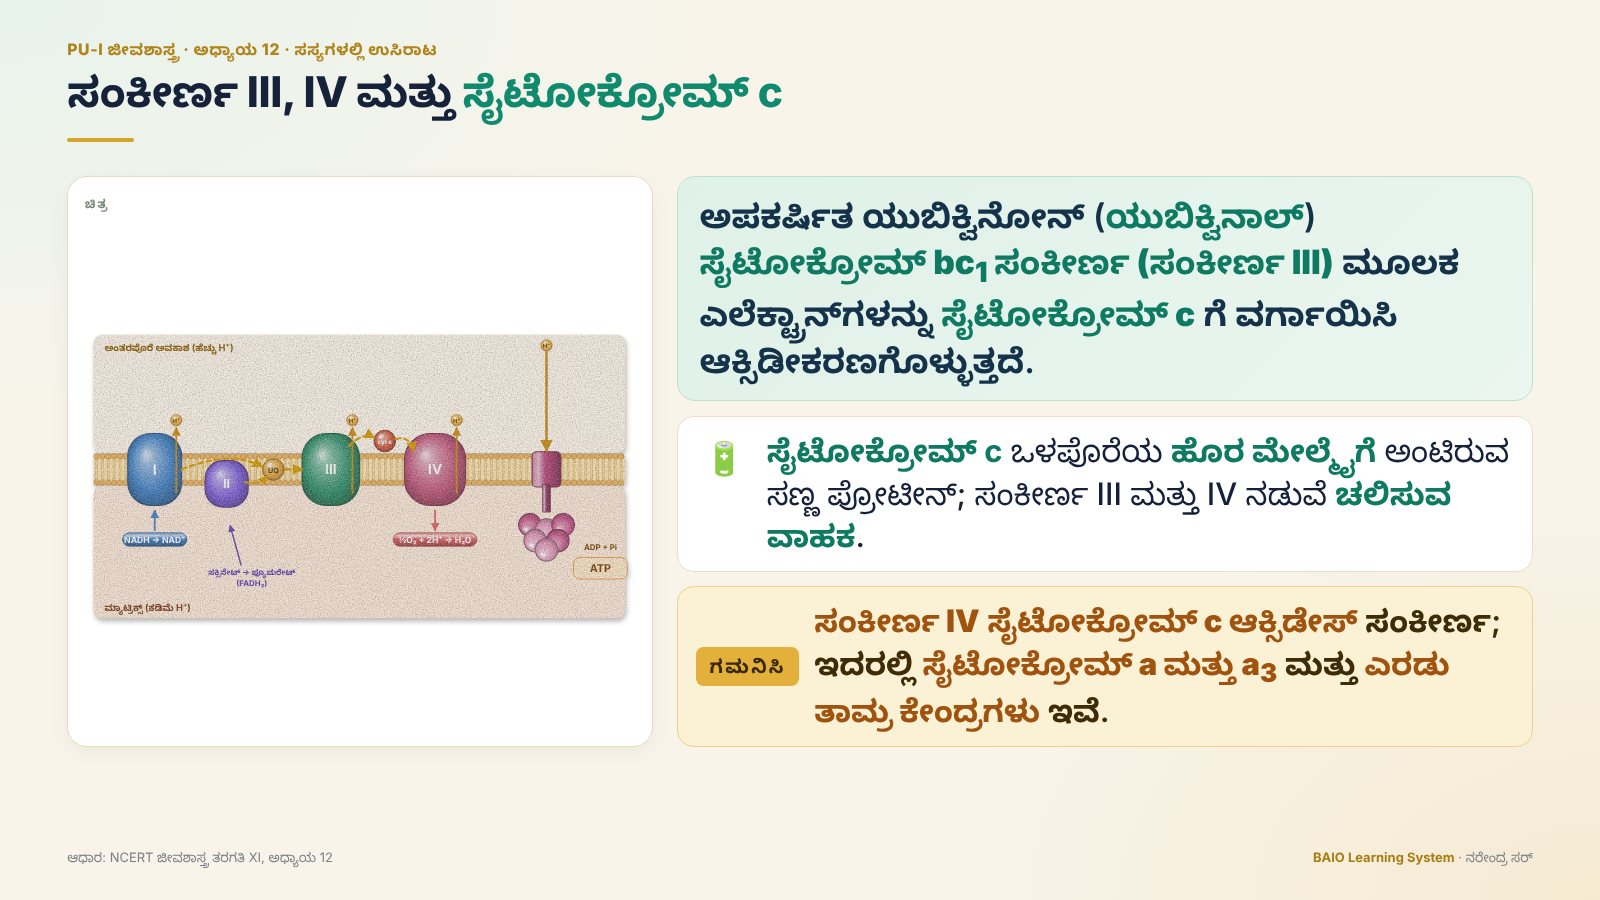 PU-I ಜೀವಶಾಸ್ತ್ರ · ಅಧ್ಯಾಯ 12 · ಸಸ್ಯಗಳಲ್ಲಿ ಉಸಿರಾಟ
ಸಂಕೀರ್ಣ III, IV ಮತ್ತು ಸೈಟೋಕ್ರೋಮ್ c
ಚಿತ್ರ
ಅಂತರಪೊರೆ ಅವಕಾಶ (ಹೆಚ್ಚು H⁺)
H⁺
H⁺
H⁺
H⁺
I
II
UQ
III
cyt c
IV
NADH → NAD⁺
½O₂ + 2H⁺ → H₂O
ಸಕ್ಸಿನೇಟ್ → ಫ್ಯೂಮರೇಟ್
(FADH₂)
ADP + Pi
ATP
ಮ್ಯಾಟ್ರಿಕ್ಸ್ (ಕಡಿಮೆ H⁺)
ಅಪಕರ್ಷಿತ ಯುಬಿಕ್ವಿನೋನ್ (ಯುಬಿಕ್ವಿನಾಲ್)
ಸೈಟೋಕ್ರೋಮ್ bc₁ ಸಂಕೀರ್ಣ (ಸಂಕೀರ್ಣ III) ಮೂಲಕ
ಎಲೆಕ್ಟ್ರಾನ್‌ಗಳನ್ನು ಸೈಟೋಕ್ರೋಮ್ c ಗೆ ವರ್ಗಾಯಿಸಿ
ಆಕ್ಸಿಡೀಕರಣಗೊಳ್ಳುತ್ತದೆ.
ಸೈಟೋಕ್ರೋಮ್ c ಒಳಪೊರೆಯ ಹೊರ ಮೇಲ್ಮೈಗೆ ಅಂಟಿರುವ
ಸಣ್ಣ ಪ್ರೋಟೀನ್; ಸಂಕೀರ್ಣ III ಮತ್ತು IV ನಡುವೆ ಚಲಿಸುವ
ವಾಹಕ.
ಗಮನಿಸಿ
ಸಂಕೀರ್ಣ IV ಸೈಟೋಕ್ರೋಮ್ c ಆಕ್ಸಿಡೇಸ್ ಸಂಕೀರ್ಣ;
ಇದರಲ್ಲಿ ಸೈಟೋಕ್ರೋಮ್ a ಮತ್ತು a₃ ಮತ್ತು ಎರಡು
ತಾಮ್ರ ಕೇಂದ್ರಗಳು ಇವೆ.
ಆಧಾರ: NCERT ಜೀವಶಾಸ್ತ್ರ ತರಗತಿ XI, ಅಧ್ಯಾಯ 12
BAIO Learning System · ನರೇಂದ್ರ ಸರ್